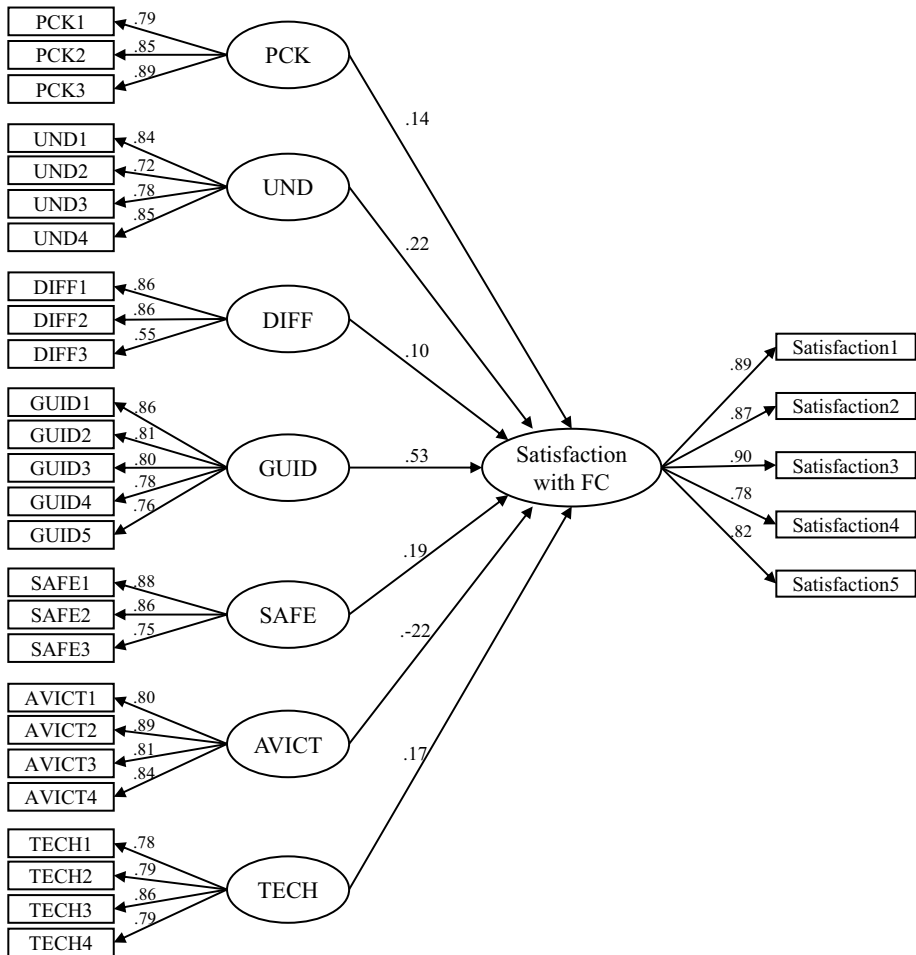 PCK1
.79
PCK2
.85
PCK3
.89
PCK
.14
UND1
.84
UND2
.72
UND3
.78
UND4
.85
UND
.22
DIFF1
.86
DIFF2
.86
DIFF3
.55
DIFF
.10
GUID1
.86
GUID2
.81
GUID3
.80
GUID4
.78
GUID5
.76
GUID
.53
SAFE1
.88
SAFE2
.86
SAFE3
.75
SAFE
.19
AVICT1
.80
AVICT2
.89
AVICT3
.81
AVICT4
.84
AVICT
.-22
TECH1
.78
TECH2
.79
TECH3
.86
TECH4
.79
TECH
.17
Satisfaction
with FC
.89
Satisfaction1
.87
Satisfaction2
.90
Satisfaction3
.78
Satisfaction4
.82
Satisfaction5